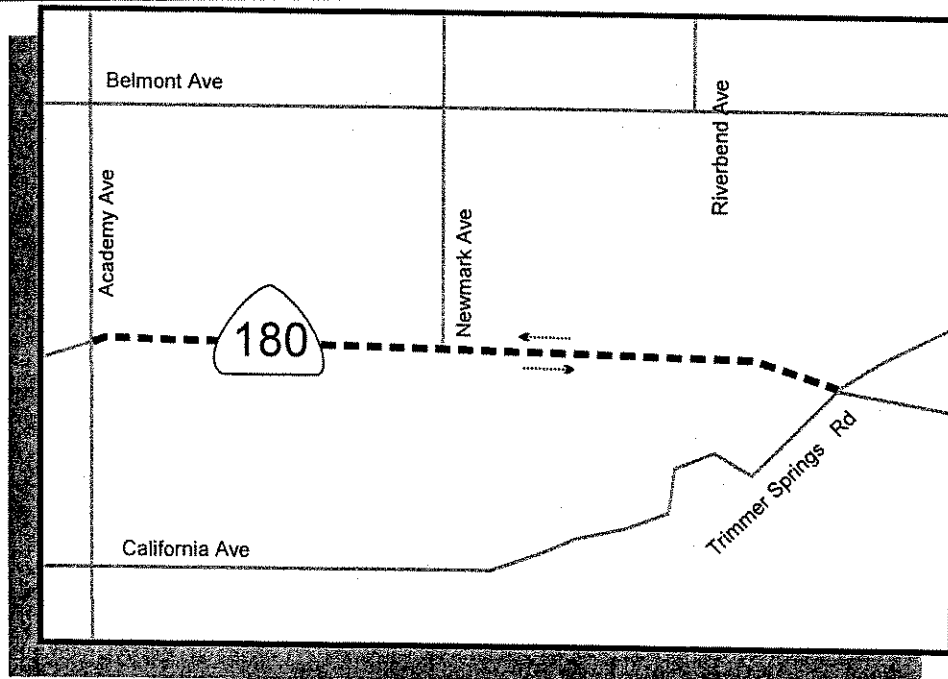 Belmont Ave
Riverbend Ave
Academy Ave
Newmark Ave
180
Trimmer Springs Rd
California Ave